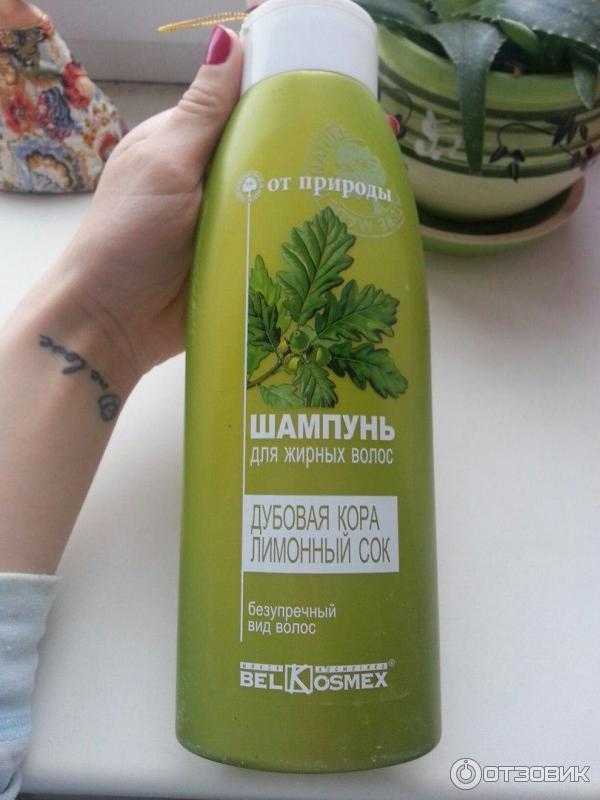 от природы
ШАМПУНЬ
для жирных волос
ДУБОВАЯ КОРА
ЛИМОННЫЙ СОК
безупречный
вид волос
BELKOSMEX®
ОТЗОВИК